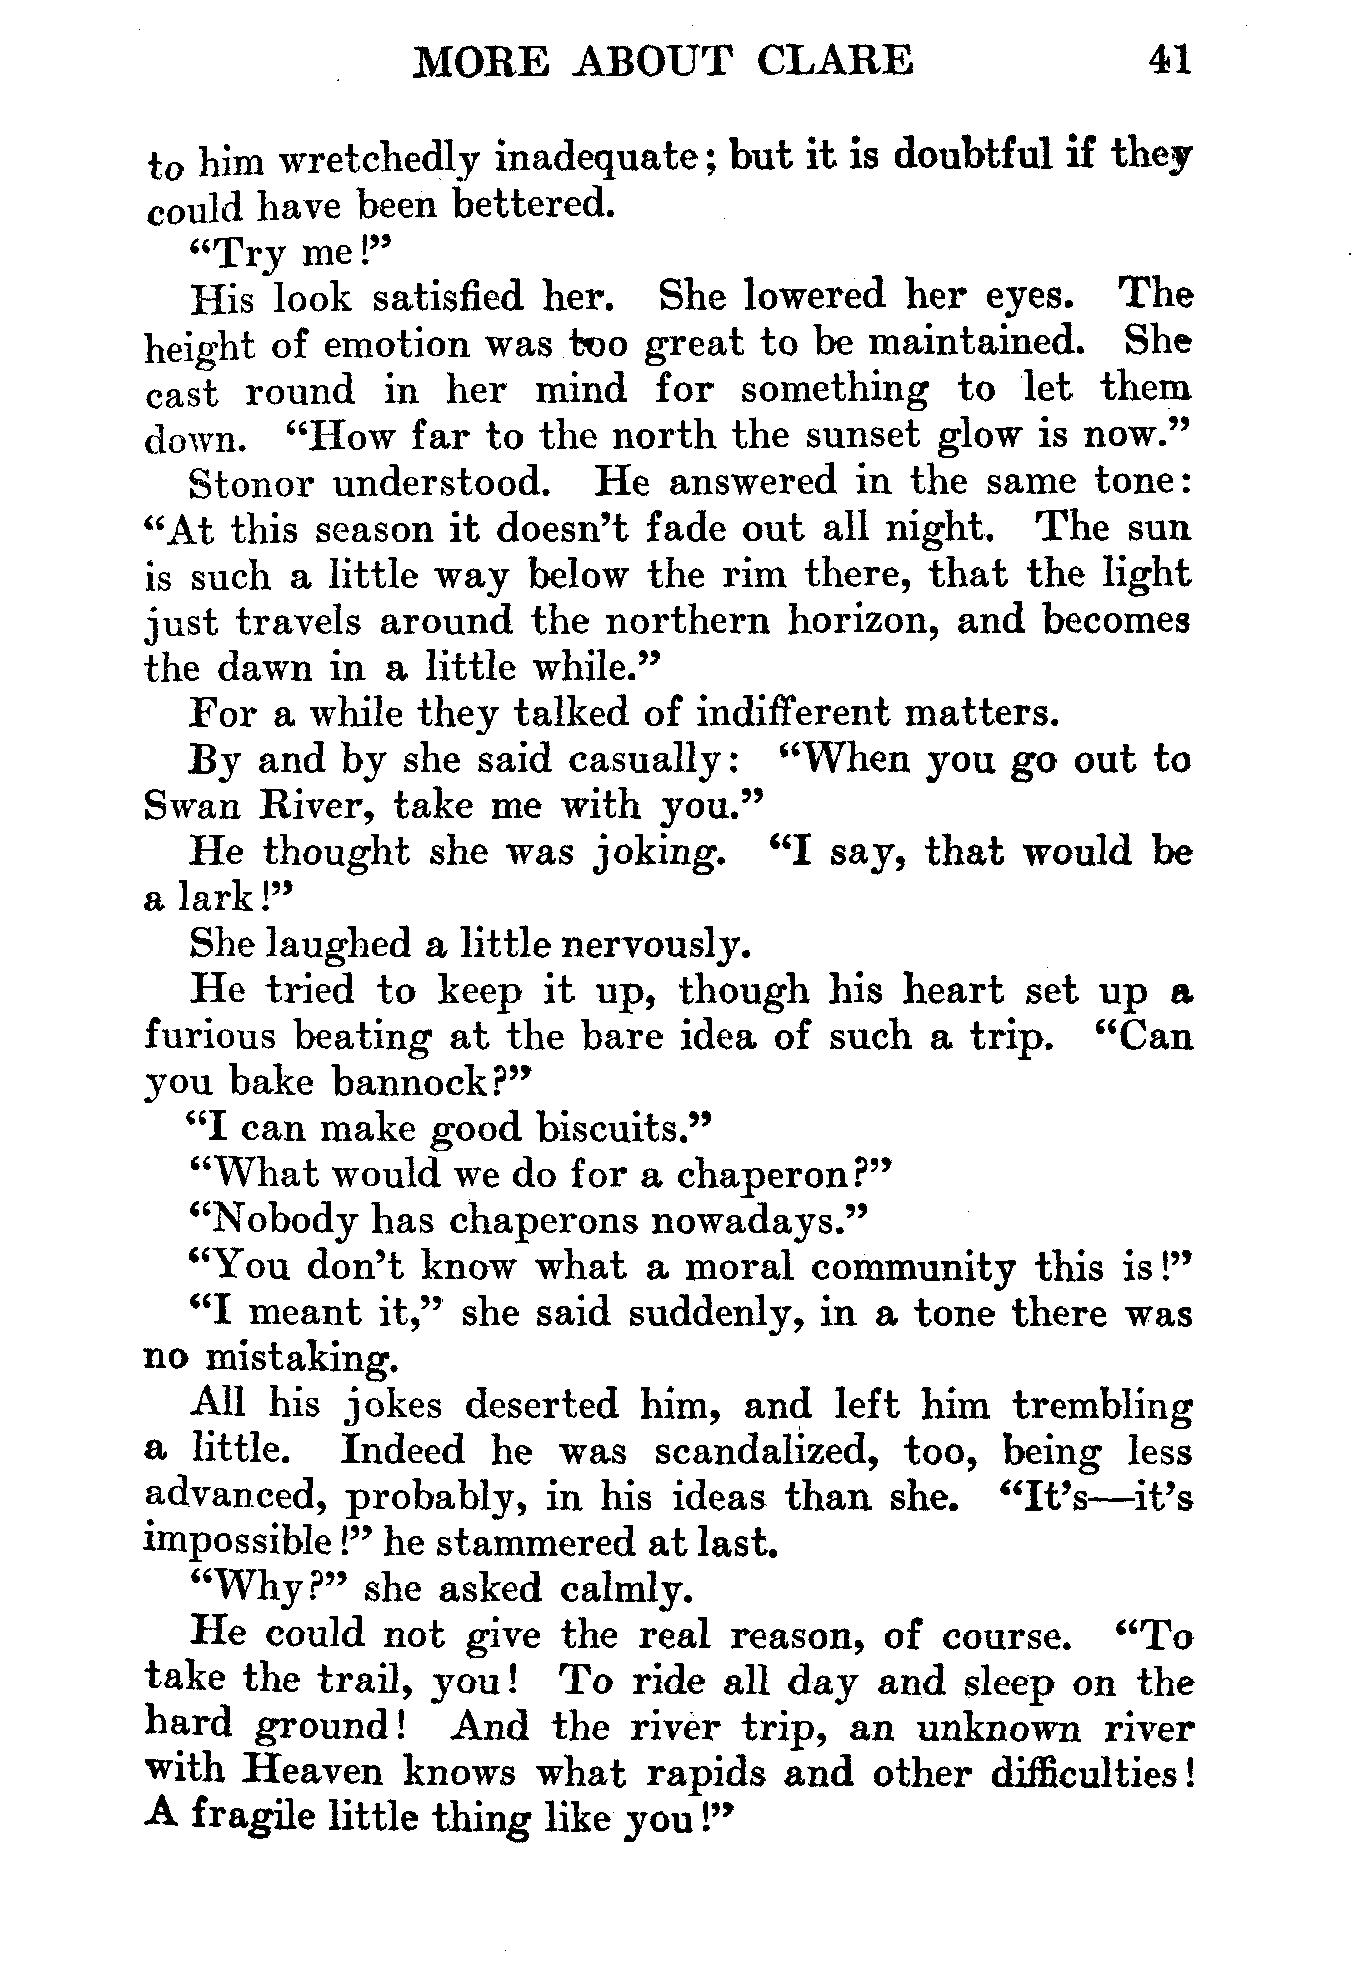 MORE ABOUT CLARE 41
to him wretchedly inadequate; but it is doubtful if they
could have been bettered.
"Try me!"
His look satisfied her. She lowered her eyes. The
height of emotion was too great to be maintained. She
cast round in her mind for something to let them
down. "How far to the north the sunset glow is now."
Stonor understood. He answered in the same tone:
"At this season it doesn't fade out all night. The sun
is such a little way below the rim there, that the light
just travels around the northern horizon, and becomes
the dawn in a little while."
For a while they talked of indifferent matters.
By and by she said casually: "When you go out to
Swan River, take me with you."
He thought she was joking. "I say, that would be
a lark!"
She laughed a little nervously.
He tried to keep it up, though his heart set up a
furious beating at the bare idea of such a trip. "Can
you bake bannock?"
"I can make good biscuits."
"What would we do for a chaperon?"
"Nobody has chaperons nowadays."
"You don't know what a moral community this is!"
"I meant it," she said suddenly, in a tone there was
no mistaking.
All his jokes deserted him, and left him trembling
a little. Indeed he was scandalized, too, being less
advanced, probably, in his ideas than she. "It's—it's
impossible!" he stammered at last.
"Why?" she asked calmly.
He could not give the real reason, of course. "To
take the trail, you! To ride all day and sleep on the
hard ground! And the river trip, an unknown river
with Heaven knows what rapids and other difficulties!
A fragile little thing like you!"